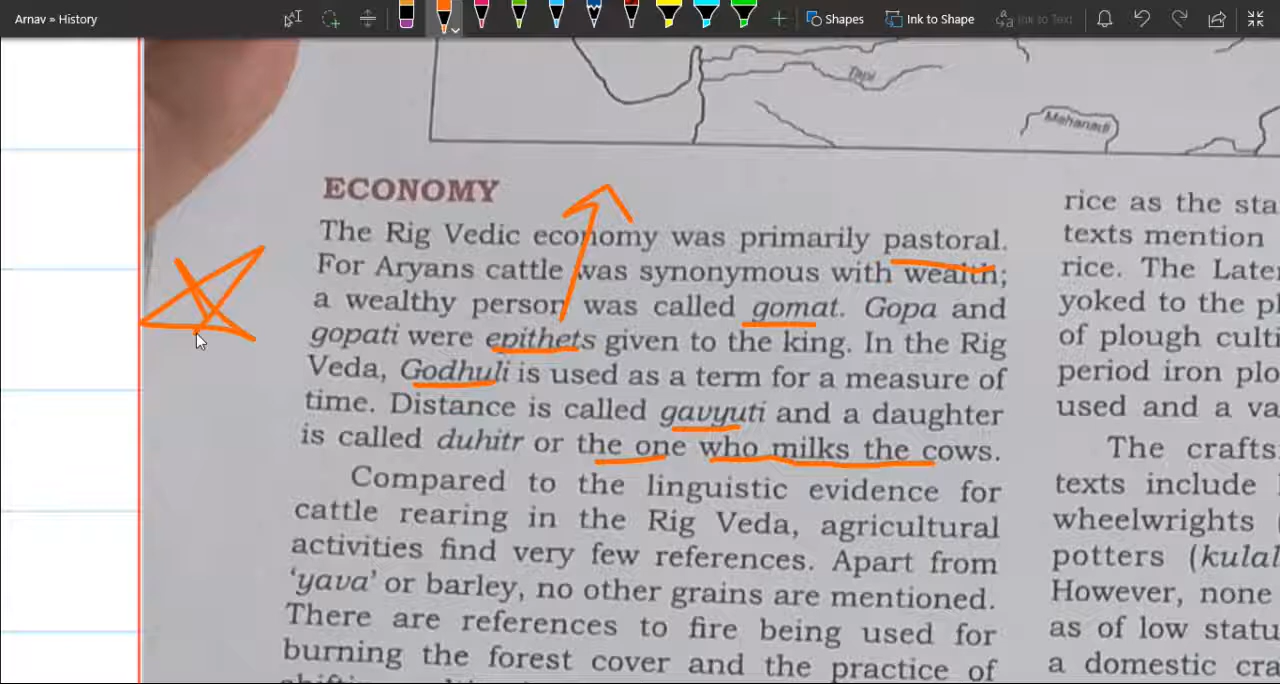 Arnav » History
Shapes
Ink to Shape
Ink to Text
Tapi
Mahanadi
ECONOMY
The Rig Vedic economy was primarily pastoral.
For Aryans cattle was synonymous with wealth;
a wealthy person was called gomat. Gopa and
gopati were epithets given to the king. In the Rig
Veda, Godhuli is used as a term for a measure of
time. Distance is called gavyuti and a daughter
is called duhitr or the one who milks the cows.
Compared to the linguistic evidence for
cattle rearing in the Rig Veda, agricultural
activities find very few references. Apart from
‘yava’ or barley, no other grains are mentioned.
There are references to fire being used for
burning the forest cover and the practice of
rice as the sta
texts mention
rice. The Later
yoked to the pl
of plough culti
period iron plo
used and a va
The crafts
texts include
wheelwrights (
potters (kulal
However, none
as of low statu
a domestic cra